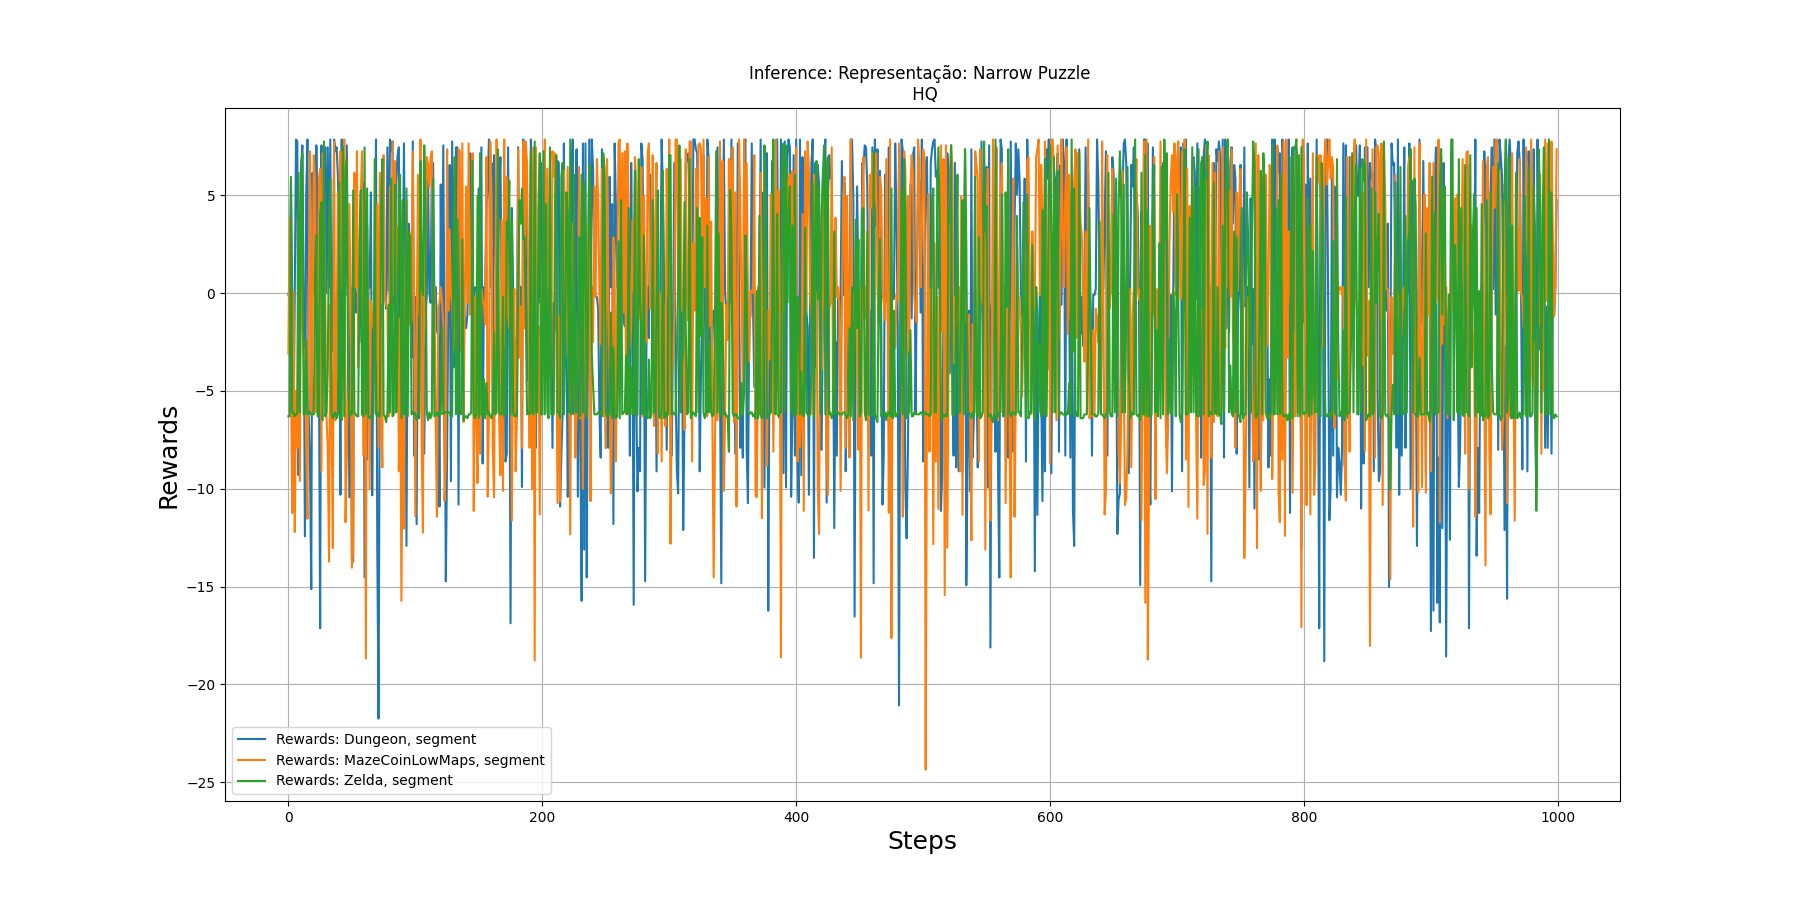 Inference: Representação: Narrow Puzzle
HQ
Rewards
5
0
−5
−10
−15
−20
−25
Rewards: Dungeon, segment
Rewards: MazeCoinLowMaps, segment
Rewards: Zelda, segment
0 200 400 600 800 1000
Steps